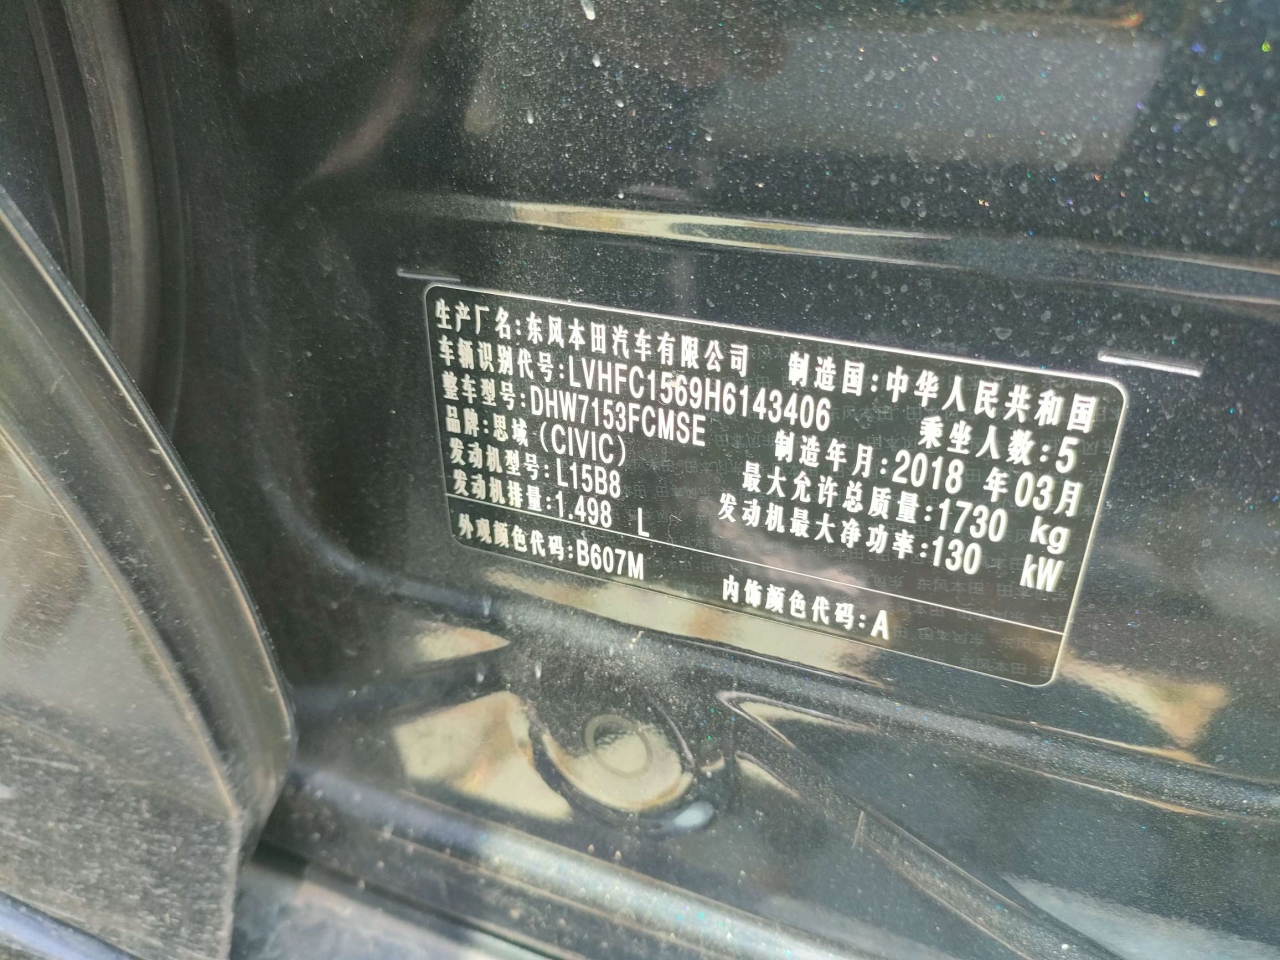 生产厂名:东风本田汽车有限公司 制造国:中华人民共和国
车辆识别代号:LVHFC1569H6143406 乘坐人数:5
整车型号:DHW7153FCMSE 制造年月:2018 年 03月
品牌:思域(CIVIC) 最大允许总质量:1730 kg
发动机型号:L15B8 发动机最大净功率:130 kW
发动机排量:1.498 L
外观颜色代码:B607M 内饰颜色代码:A